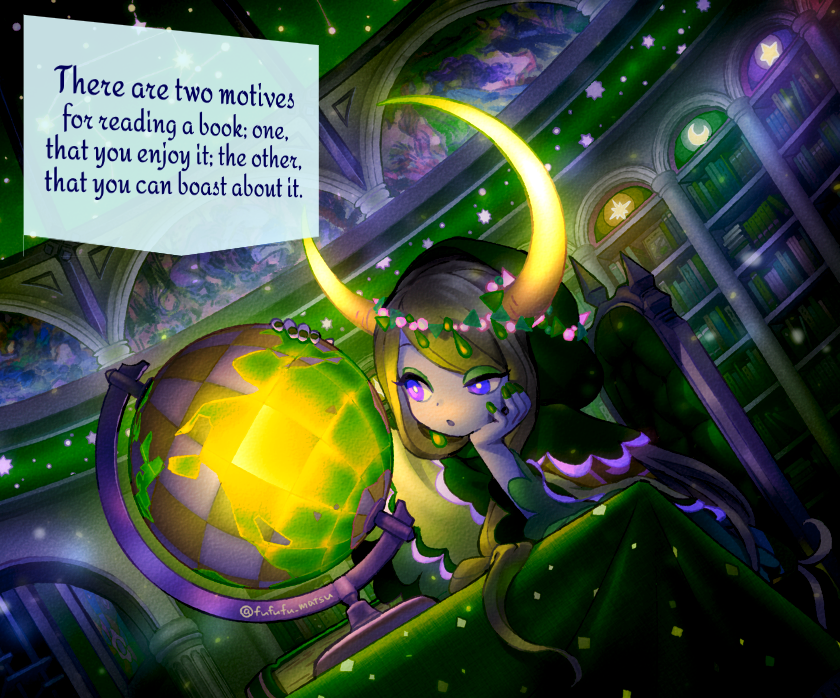 There are two motives
for reading a book: one,
that you enjoy it; the other,
that you can boast about it.
@fufufu_matsu